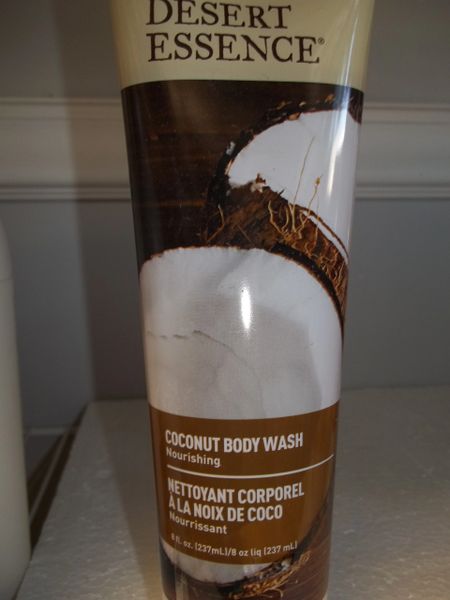 DESERT
ESSENCE®
COCONUT BODY WASH
Nourishing
NETTOYANT CORPOREL
À LA NOIX DE COCO
Nourrissant
8 fl. oz. (237mL)/8 oz liq (237 mL)